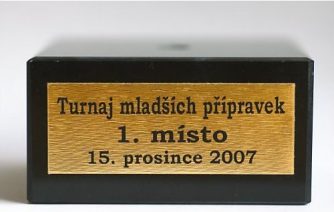 Turnaj mladších přípravek
1. místo
15. prosince 2007